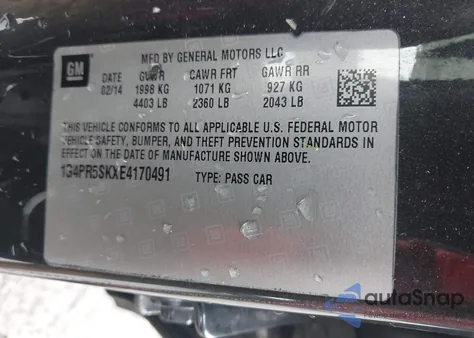 MFD BY GENERAL MOTORS LLC
GM
DATE GVWR GAWR FRT GAWR RR
02/14 1998 KG 1071 KG 927 KG
4403 LB 2360 LB 2043 LB
THIS VEHICLE CONFORMS TO ALL APPLICABLE U.S. FEDERAL MOTOR
VEHICLE SAFETY, BUMPER, AND THEFT PREVENTION STANDARDS
IN EFFECT ON THE DATE OF MANUFACTURE SHOWN ABOVE.
1G4PR5SKXE4170491 TYPE: PASS CAR
autoSnap